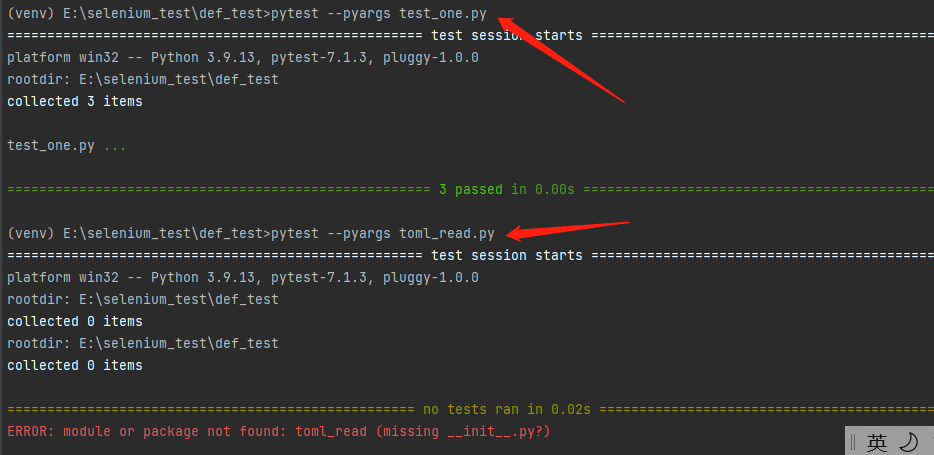 (venv) E:\selenium_test\def_test>pytest --pyargs test_one.py
==================================================== test session starts ===========================================
platform win32 -- Python 3.9.13, pytest-7.1.3, pluggy-1.0.0
rootdir: E:\selenium_test\def_test
collected 3 items
test_one.py ...
===================================================== 3 passed in 0.00s ============================================
(venv) E:\selenium_test\def_test>pytest --pyargs toml_read.py
==================================================== test session starts ===========================================
platform win32 -- Python 3.9.13, pytest-7.1.3, pluggy-1.0.0
rootdir: E:\selenium_test\def_test
collected 0 items
rootdir: E:\selenium_test\def_test
collected 0 items
=================================================== no tests ran in 0.02s ==========================================
ERROR: module or package not found: toml_read (missing __init__.py?)
英